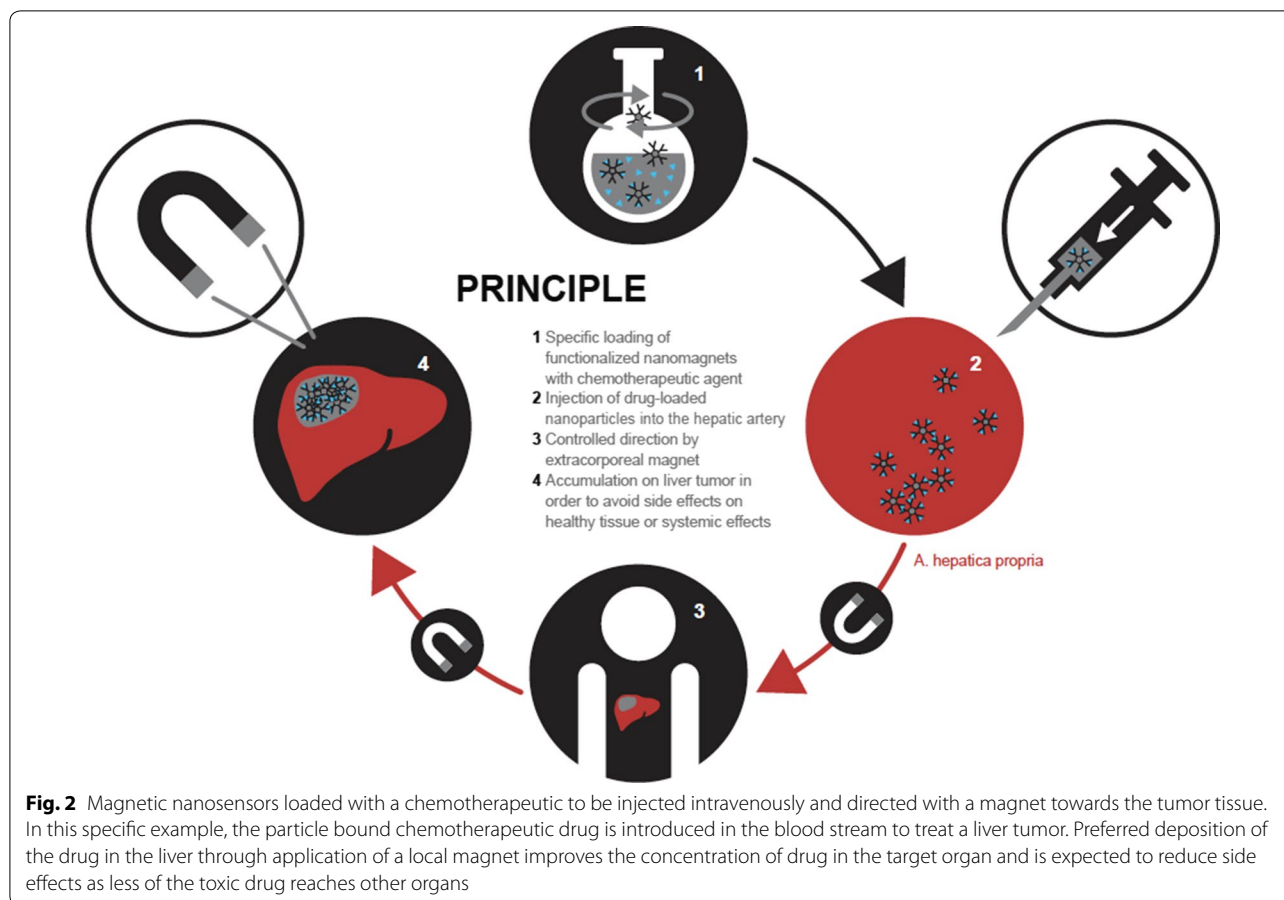 1
PRINCIPLE
1 Specific loading of
functionalized nanomagnets
with chemotherapeutic agent
2 Injection of drug-loaded
nanoparticles into the hepatic artery
3 Controlled direction by
extracorporeal magnet
4 Accumulation on liver tumor in
order to avoid side effects on
healthy tissue or systemic effects
2
A. hepatica propria
3
4
Fig. 2 Magnetic nanosensors loaded with a chemotherapeutic to be injected intravenously and directed with a magnet towards the tumor tissue.
In this specific example, the particle bound chemotherapeutic drug is introduced in the blood stream to treat a liver tumor. Preferred deposition of
the drug in the liver through application of a local magnet improves the concentration of drug in the target organ and is expected to reduce side
effects as less of the toxic drug reaches other organs